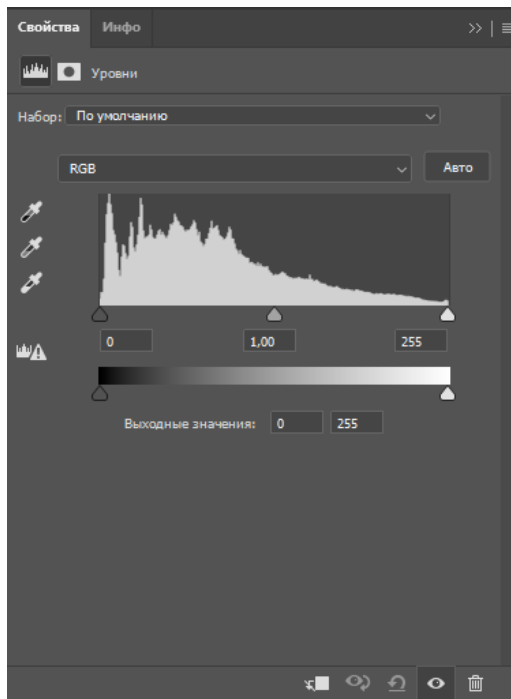 Свойства Инфо
Уровни
Набор: По умолчанию
RGB Авто
0 1,00 255
Выходные значения: 0 255